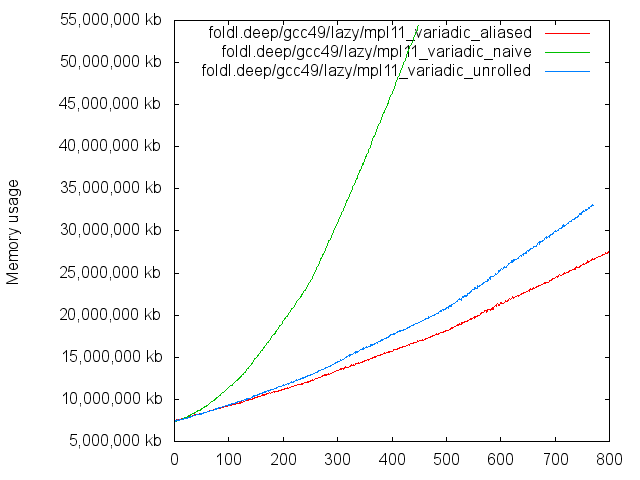 55,000,000 kb
50,000,000 kb
45,000,000 kb
40,000,000 kb
35,000,000 kb
30,000,000 kb
25,000,000 kb
20,000,000 kb
15,000,000 kb
10,000,000 kb
5,000,000 kb
Memory usage
foldl.deep/gcc49/lazy/mpl11_variadic_aliased
foldl.deep/gcc49/lazy/mpl11_variadic_naive
foldl.deep/gcc49/lazy/mpl11_variadic_unrolled
0 100 200 300 400 500 600 700 800